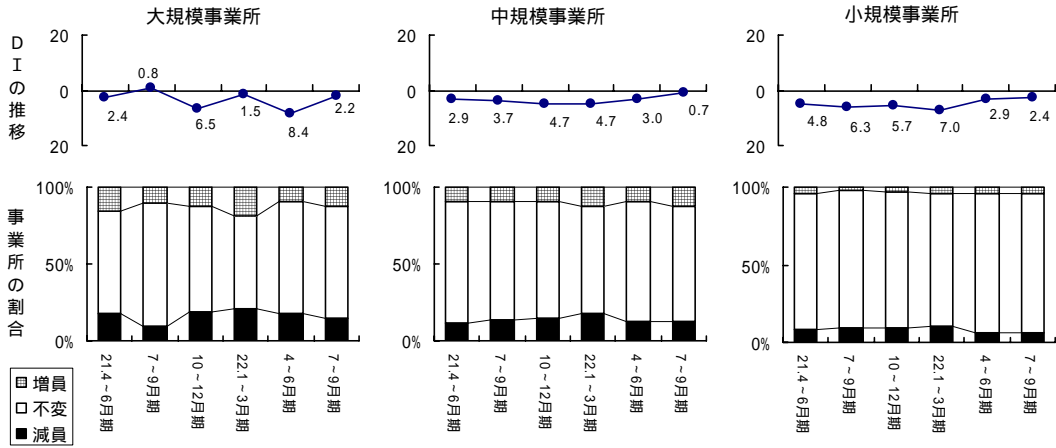 大規模事業所
中規模事業所
小規模事業所
DIの推移
20
0
20
0.8
2.4
6.5
1.5
8.4
2.2
20
0
20
2.9
3.7
4.7
4.7
3.0
0.7
20
0
20
4.8
6.3
5.7
7.0
2.9
2.4
事業所の割合
100%
50%
0%
21.4~6月期
7~9月期
10~12月期
22.1~3月期
4~6月期
7~9月期
100%
50%
0%
21.4~6月期
7~9月期
10~12月期
22.1~3月期
4~6月期
7~9月期
100%
50%
0%
21.4~6月期
7~9月期
10~12月期
22.1~3月期
4~6月期
7~9月期
増員
不変
減員